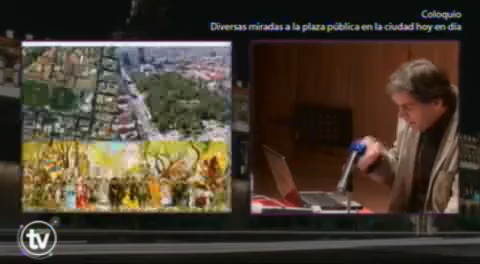 Coloquio
Diversas miradas a la plaza pública en la ciudad hoy en día
tv